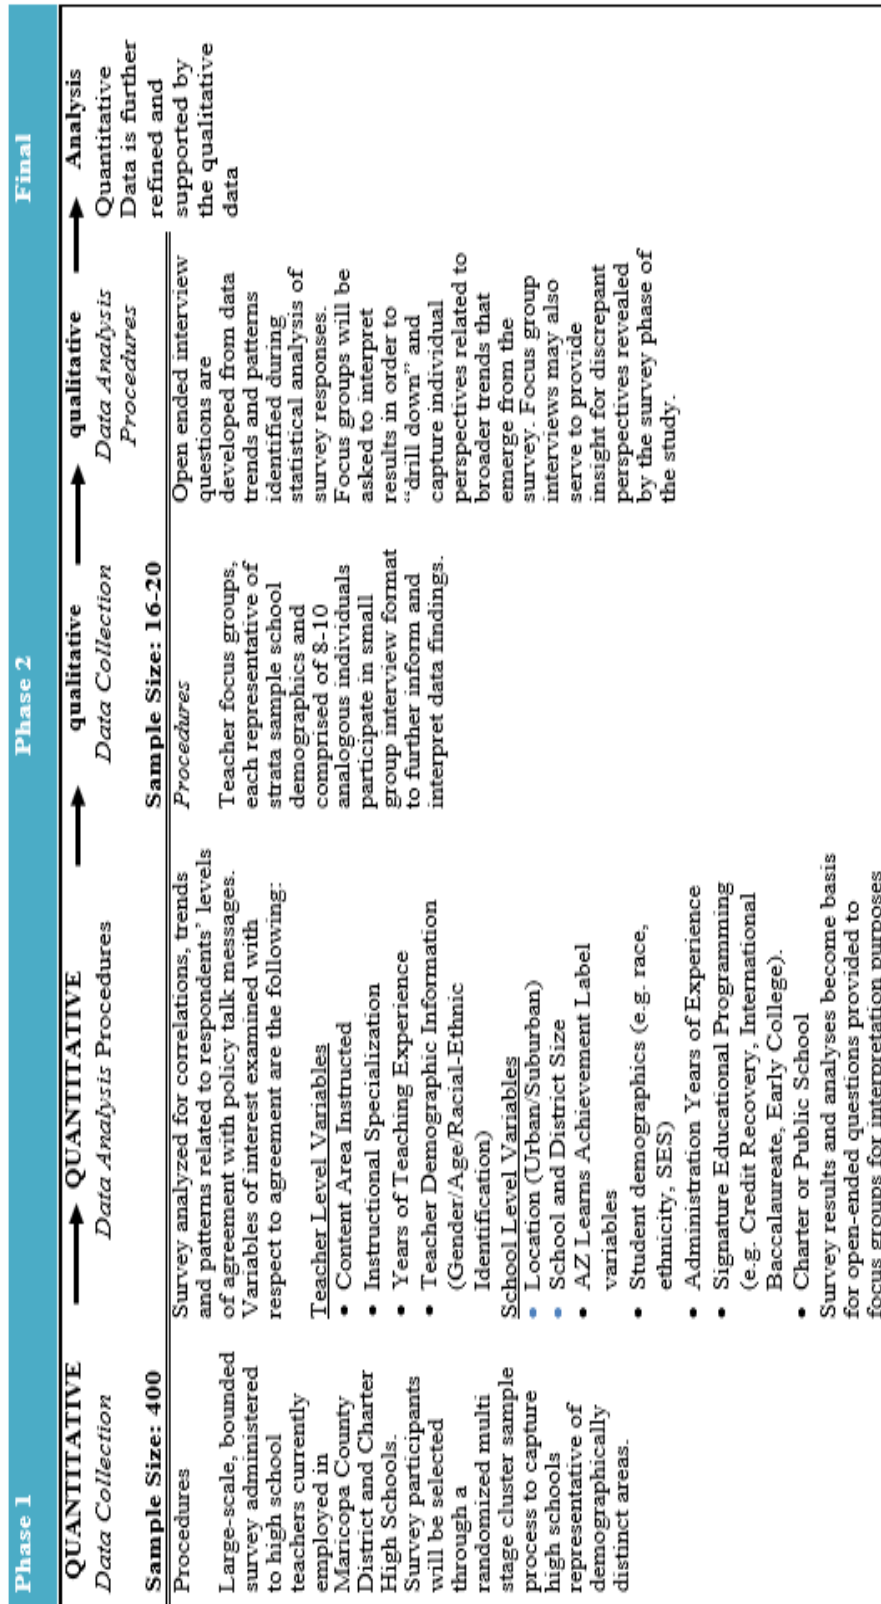 Phase 1
Phase 2
Final
QUANTITATIVE
Data Collection
Sample Size: 400
Procedures
Large-scale, bounded
survey administered
to high school
teachers currently
employed in
Maricopa County
District and Charter
High Schools.
Survey participants
will be selected
through a
randomized multi
stage cluster sample
process to capture
high schools
representative of
demographically
distinct areas.
QUANTITATIVE
Data Analysis Procedures
Survey analyzed for correlations, trends
and patterns related to respondents' levels
of agreement with policy talk messages.
Variables of interest examined with
respect to agreement are the following:
Teacher Level Variables
• Content Area Instructed
• Instructional Specialization
• Years of Teaching Experience
• Teacher Demographic Information
(Gender/Age/Racial-Ethnic
Identification)
School Level Variables
• Location (Urban/Suburban)
• School and District Size
• AZ Learns Achievement Label
variables
• Student demographics (e.g. race,
ethnicity, SES)
• Administration Years of Experience
• Signature Educational Programming
(e.g. Credit Recovery, International
Baccalaureate, Early College).
• Charter or Public School
Survey results and analyses become basis
for open-ended questions provided to
focus groups for interpretation purposes
qualitative
Data Collection
Sample Size: 16-20
Procedures
Teacher focus groups,
each representative of
strata sample school
demographics and
comprised of 8-10
analogous individuals
participate in small
group interview format
to further inform and
interpret data findings.
qualitative
Data Analysis
Procedures
Open ended interview
questions are
developed from data
trends and patterns
identified during
statistical analysis of
survey responses.
Focus groups will be
asked to interpret
results in order to
“drill down” and
capture individual
perspectives related to
broader trends that
emerge from the
survey. Focus group
interviews may also
serve to provide
insight for discrepant
perspectives revealed
by the survey phase of
the study.
Analysis
Quantitative
Data is further
refined and
supported by
the qualitative
data